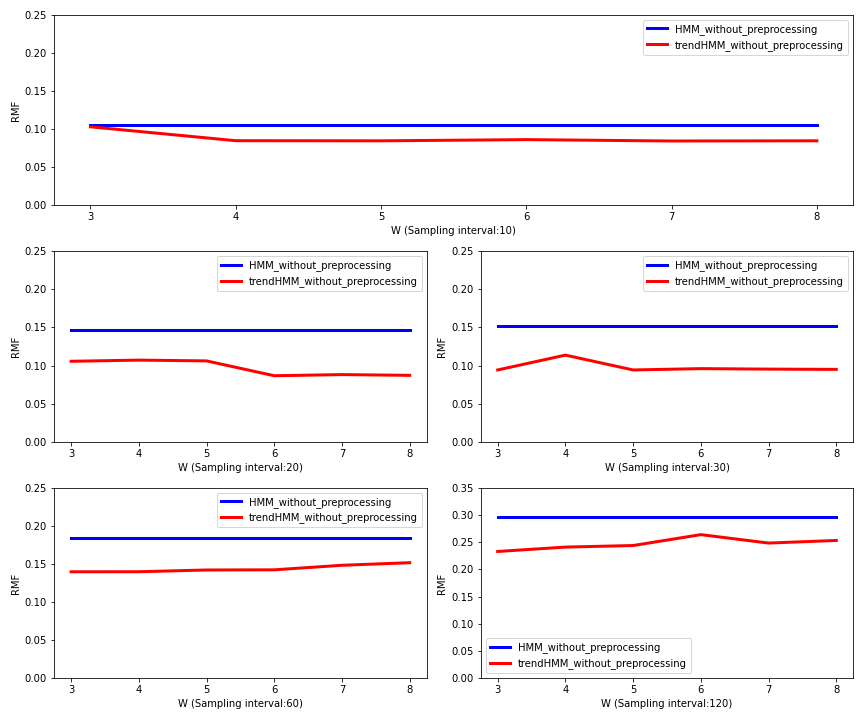 0.25
0.20
0.15
0.10
0.05
0.00
RMF
HMM_without_preprocessing
trendHMM_without_preprocessing
3 4 5 6 7 8
W (Sampling interval:10)
0.25
0.20
0.15
0.10
0.05
0.00
RMF
HMM_without_preprocessing
trendHMM_without_preprocessing
3 4 5 6 7 8
W (Sampling interval:20)
0.25
0.20
0.15
0.10
0.05
0.00
RMF
HMM_without_preprocessing
trendHMM_without_preprocessing
3 4 5 6 7 8
W (Sampling interval:30)
0.25
0.20
0.15
0.10
0.05
0.00
RMF
HMM_without_preprocessing
trendHMM_without_preprocessing
3 4 5 6 7 8
W (Sampling interval:60)
0.35
0.30
0.25
0.20
0.15
0.10
0.05
0.00
RMF
HMM_without_preprocessing
trendHMM_without_preprocessing
3 4 5 6 7 8
W (Sampling interval:120)